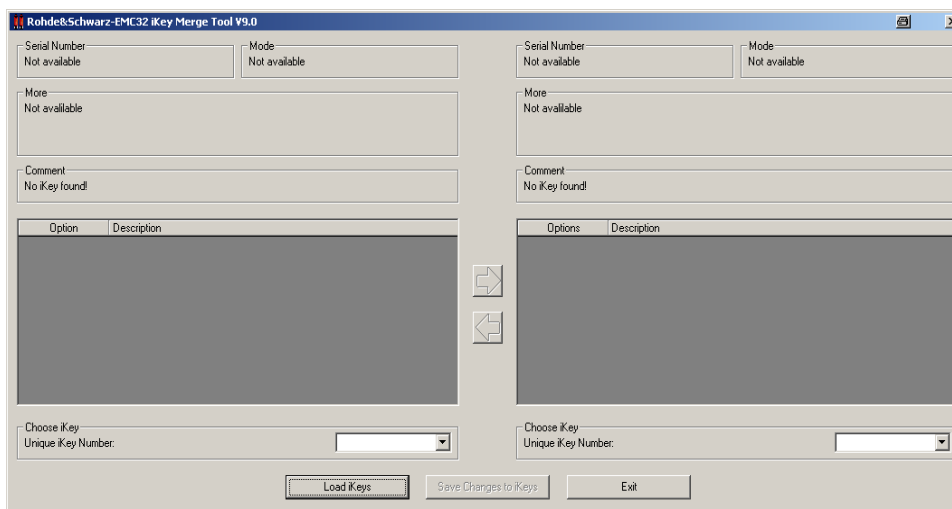 Rohde&Schwarz-EMC32 iKey Merge Tool V9.0
Serial Number
Not available
Mode
Not available
More
Not avalilable
Comment
No iKey found!
Option Description
Choose iKey
Unique iKey Number:
Serial Number
Not available
Mode
Not available
More
Not avalilable
Comment
No iKey found!
Options Description
Choose iKey
Unique iKey Number:
Load iKeys Save Changes to iKeys Exit